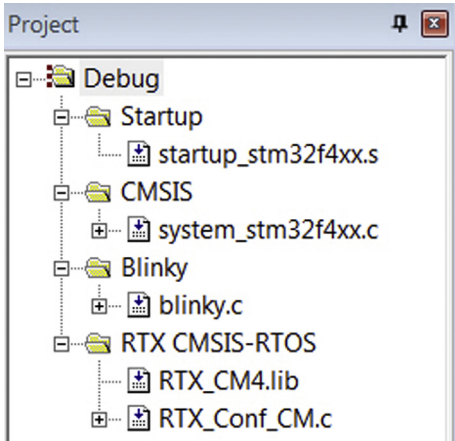 Project
Debug
Startup
startup_stm32f4xx.s
CMSIS
system_stm32f4xx.c
Blinky
blinky.c
RTX CMSIS-RTOS
RTX_CM4.lib
RTX_Conf_CM.c